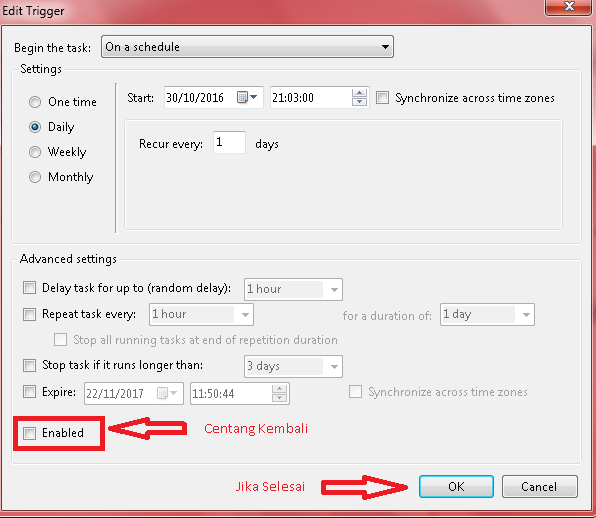 Edit Trigger
Begin the task: On a schedule
Settings
One time
Daily
Weekly
Monthly
Start: 30/10/2016 21:03:00 Synchronize across time zones
Recur every: 1 days
Advanced settings
Delay task for up to (random delay): 1 hour
Repeat task every: 1 hour for a duration of: 1 day
Stop all running tasks at end of repetition duration
Stop task if it runs longer than: 3 days
Expire: 22/11/2017 11:50:44 Synchronize across time zones
Enabled Centang Kembali
Jika Selesai OK Cancel